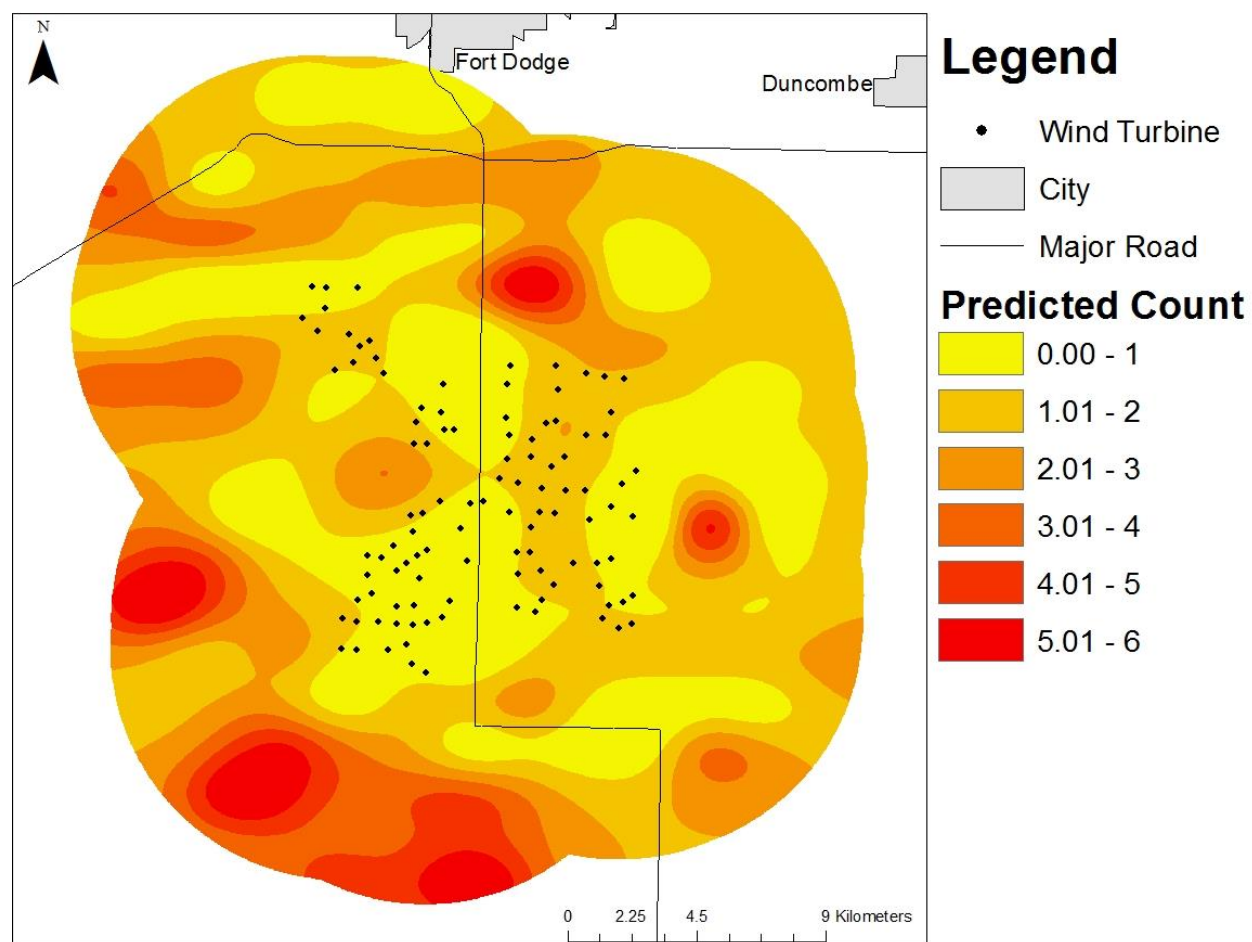 N
Fort Dodge
Duncombe
Legend
Wind Turbine
City
Major Road
Predicted Count
0.00 - 1
1.01 - 2
2.01 - 3
3.01 - 4
4.01 - 5
5.01 - 6
0 2.25 4.5 9 Kilometers